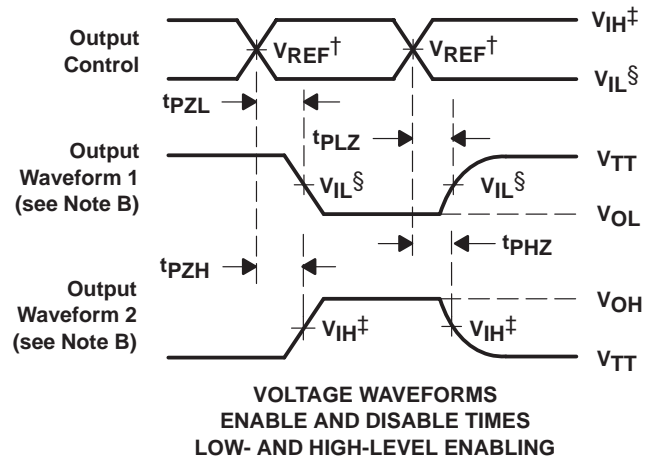 Output
Control
VREF†
VREF†
VIH‡
VIL§
tPZL
tPLZ
Output
Waveform 1
(see Note B)
VIL§
VIL§
VTT
VOL
tPZH
tPHZ
Output
Waveform 2
(see Note B)
VIH‡
VIH‡
VOH
VTT
VOLTAGE WAVEFORMS
ENABLE AND DISABLE TIMES
LOW- AND HIGH-LEVEL ENABLING